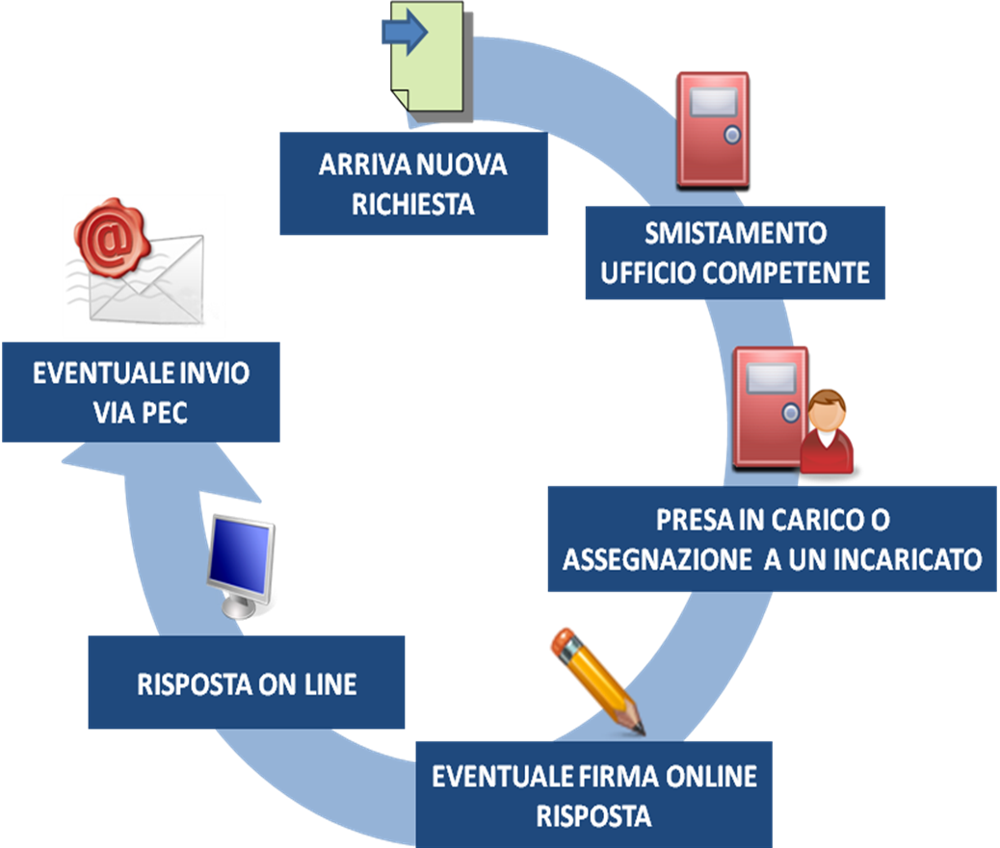 ARRIVA NUOVA
RICHIESTA
SMISTAMENTO
UFFICIO COMPETENTE
PRESA IN CARICO O
ASSEGNAZIONE A UN INCARICATO
EVENTUALE FIRMA ONLINE
RISPOSTA
RISPOSTA ON LINE
@
EVENTUALE INVIO
VIA PEC